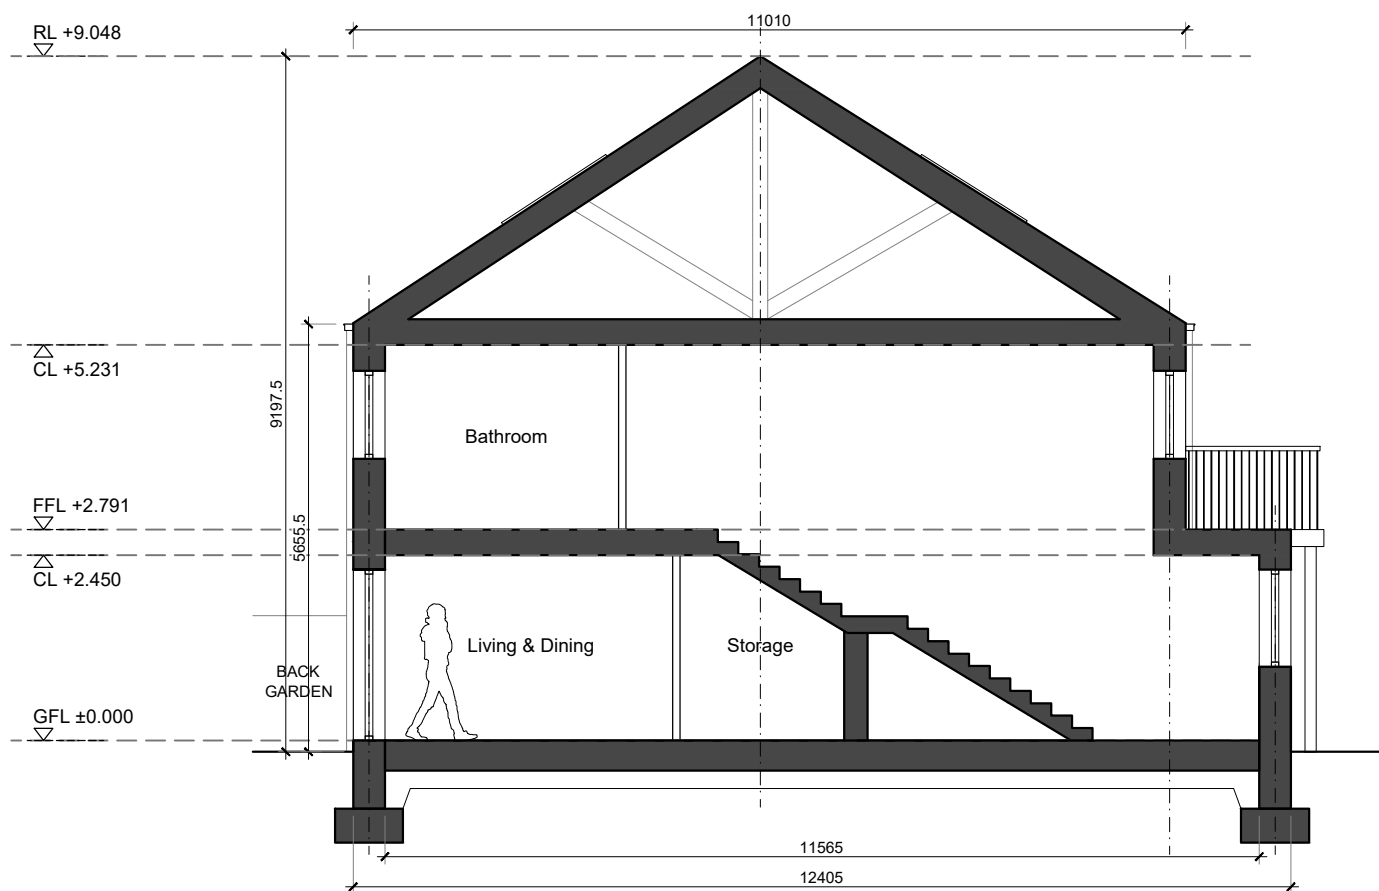 11010
RL +9.048
CL +5.231
9197.5
Bathroom
FFL +2.791
5655.5
CL +2.450
Living & Dining
Storage
BACK
GARDEN
GFL ±0.000
11565
12405